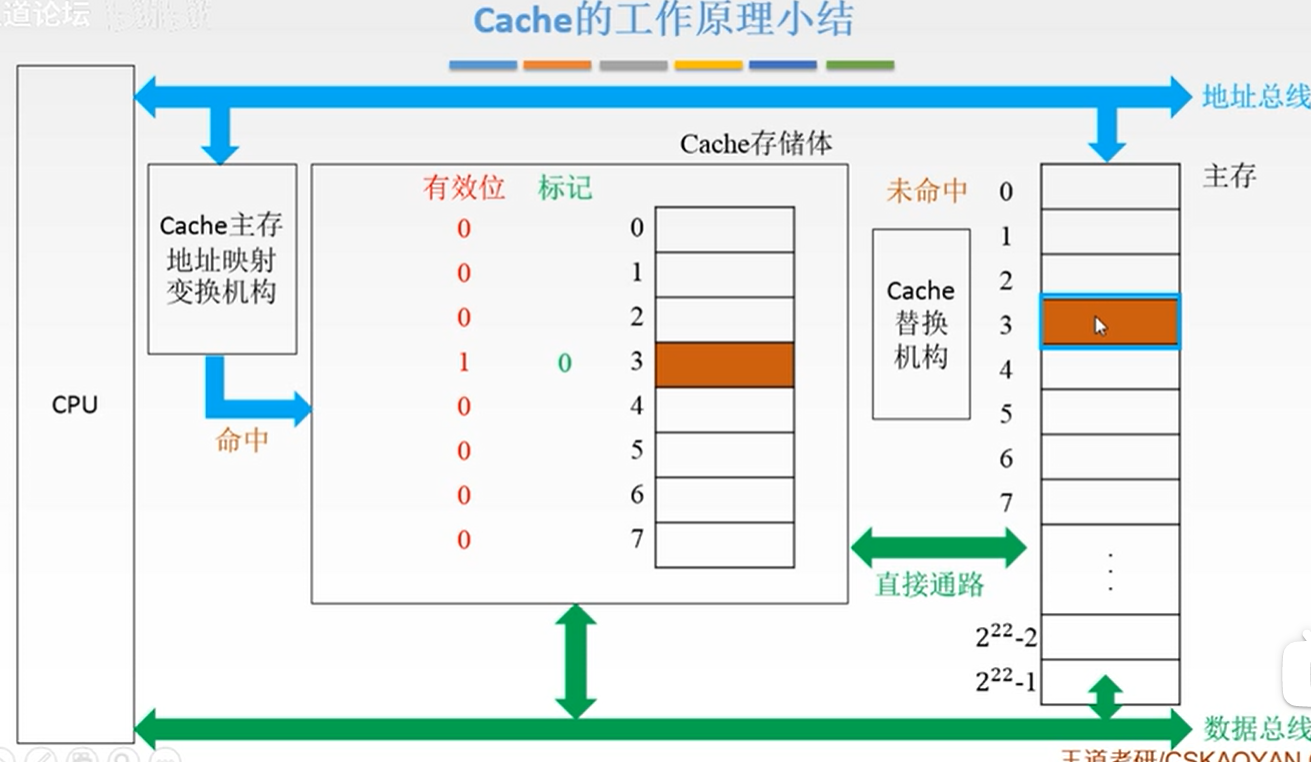 道论坛
Cache的工作原理小结
地址总线
Cache存储体
主存
有效位 标记
未命中
Cache主存
地址映射
变换机构
Cache
替换
机构
CPU
命中
0 0
0 1
0 2
1 0 3
0 4
0 5
0 6
0 7
0
1
2
3
4
5
6
7
⋮
2²²-2
2²²-1
直接通路
数据总线
王道考研/CSKAOYAN